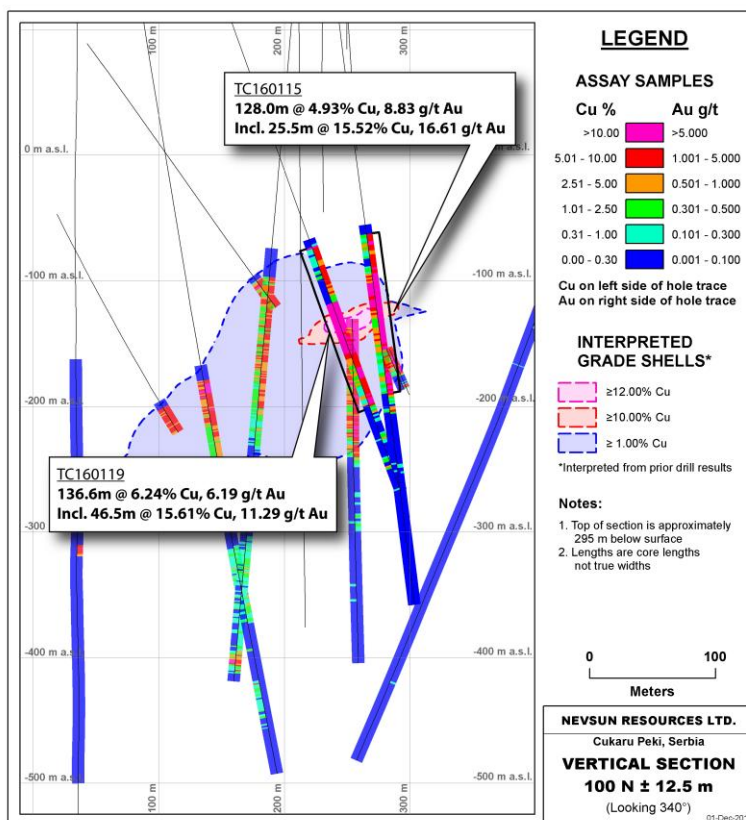 100 m
200 m
300 m
TC160115
128.0m @ 4.93% Cu, 8.83 g/t Au
Incl. 25.5m @ 15.52% Cu, 16.61 g/t Au
0 m a.s.l.
0 m a.s.l.
-100 m a.s.l.
-100 m a.s.l.
-200 m a.s.l.
-200 m a.s.l.
TC160119
136.6m @ 6.24% Cu, 6.19 g/t Au
Incl. 46.5m @ 15.61% Cu, 11.29 g/t Au
-300 m a.s.l.
-300 m a.s.l.
-400 m a.s.l.
-400 m a.s.l.
-500 m a.s.l.
-500 m a.s.l.
100 m
200 m
300 m
LEGEND
ASSAY SAMPLES
Cu % Au g/t
>10.00 >5.000
5.01 - 10.00 1.001 - 5.000
2.51 - 5.00 0.501 - 1.000
1.01 - 2.50 0.301 - 0.500
0.31 - 1.00 0.101 - 0.300
0.00 - 0.30 0.001 - 0.100
Cu on left side of hole trace
Au on right side of hole trace
INTERPRETED
GRADE SHELLS*
≥12.00% Cu
≥10.00% Cu
≥ 1.00% Cu
*Interpreted from prior drill results
Notes:
1. Top of section is approximately
295 m below surface
2. Lengths are core lengths
not true widths
0 100
Meters
NEVSUN RESOURCES LTD.
Cukaru Peki, Serbia
VERTICAL SECTION
100 N ± 12.5 m
(Looking 340°)